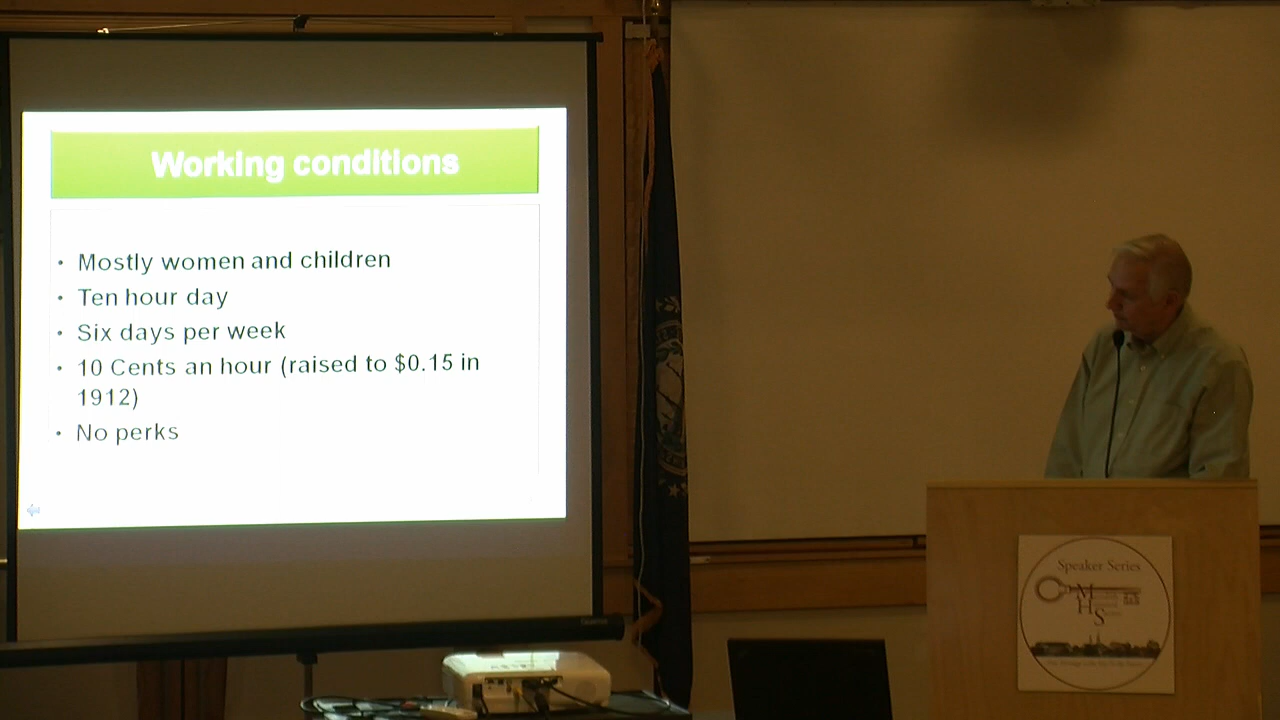 Working conditions
• Mostly women and children
• Ten hour day
• Six days per week
• 10 Cents an hour (raised to $0.15 in
1912)
• No perks
Speaker Series
M
H
S